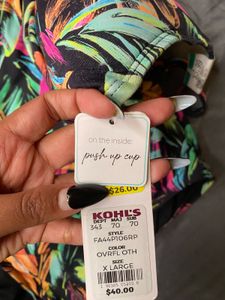 on the inside:
push up cup
$26.00
KOHL'S
DEPT MAJ SUB
343 70 70
STYLE
FA44P106RP
COLOR
OVRFL OTH
SIZE
X LARGE
$40.00